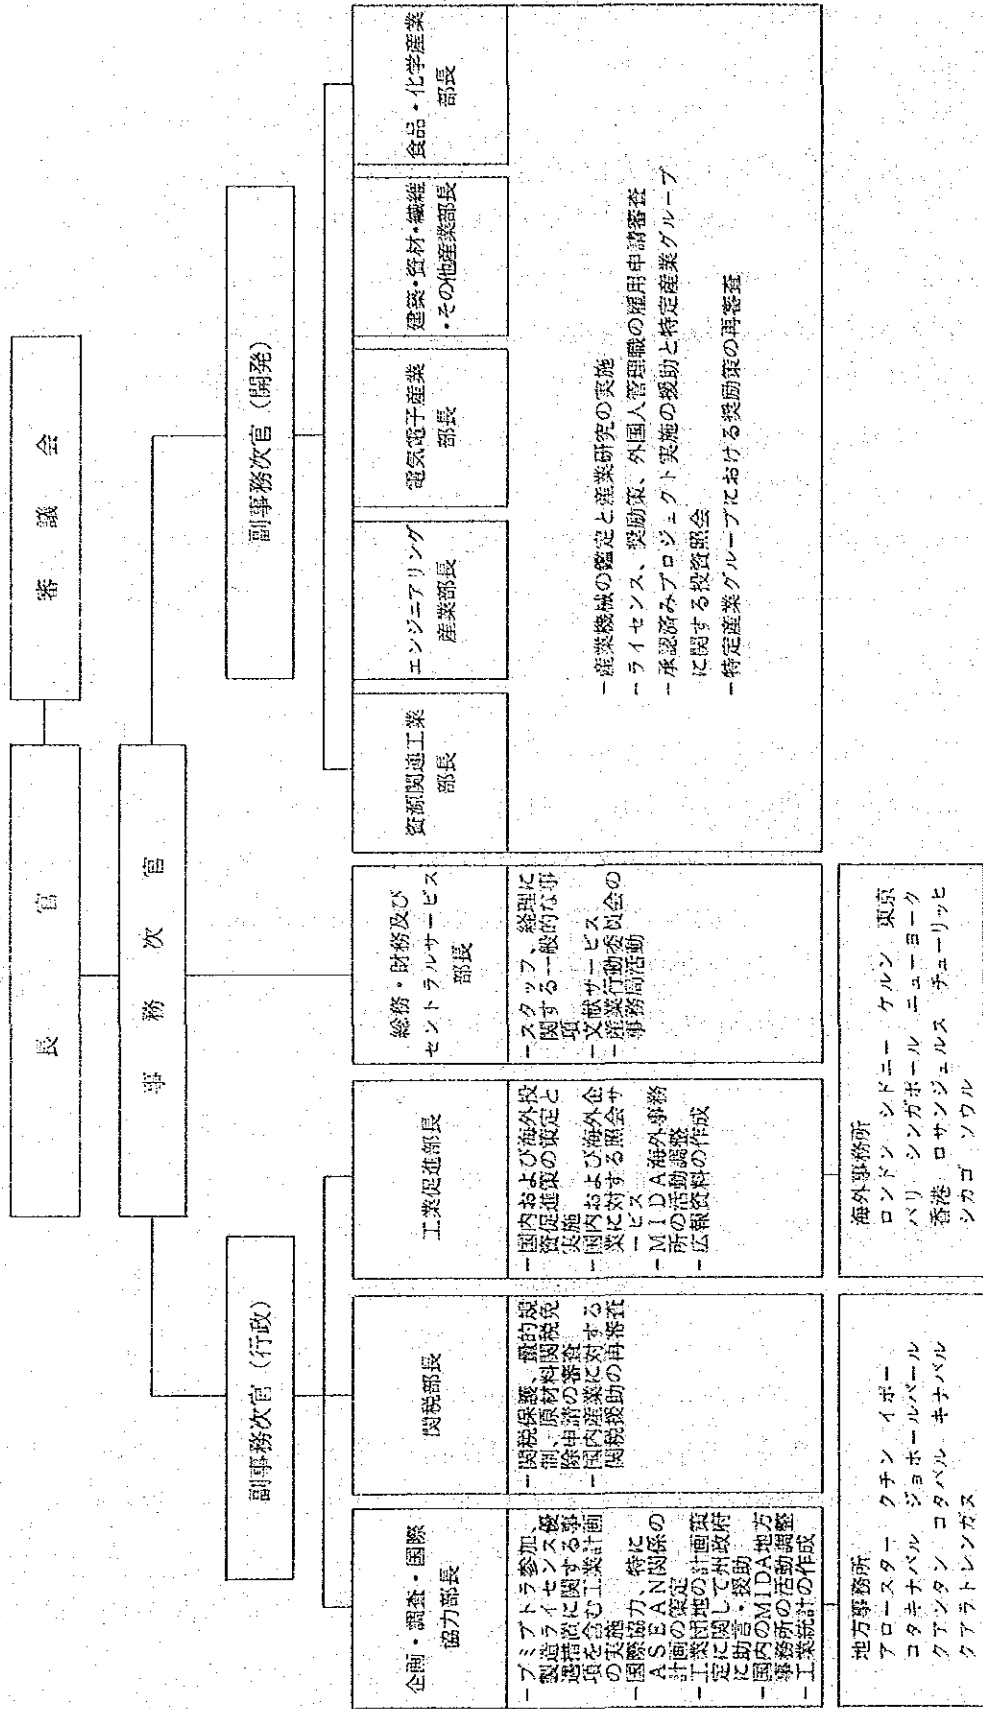 審議会
長官
事務次官
副事務次官（行政）
副事務次官（開発）
企画・調査・国際
協力部長
－ブミプトラ参加、
製造ライセンス優
遇措置に関する事
項を含む工業計画
の実施
－国際協力、特に
ＡＳＥＡＮ関係の
計画の策定
－工業団地の計画策
定に関して州政府
に助言・援助
－国内のMIDA地方
事務所の活動調整
－工業統計の作成
関税部長
－関税保護、量的規
制、原材料関税免
除申請の審査
－国内産業に対する
関税援助の再審査
工業促進部長
－国内および海外投
資促進策の策定と
実施
－国内および海外企
業に対する照会サ
ービス
－ＭＩＤＡ海外事務
所の活動調整
－広報資料の作成
総務・財務及び
セントラルサービス
部長
－スタッフ、経理に
関する一般的な事
項
－文献サービス
－産業行動委員会の
事務局活動
資源関連工業
部長
エンジニアリング
産業部長
電気電子産業
部長
建築・資材・繊維
・その他産業部長
食品・化学産業
部長
－産業機械の鑑定と産業研究の実施
－ライセンス、奨励策、外国人管理職の雇用申請審査
－承認済みプロジェクト実施の援助と特定産業グループ
に関する投資照会
－特定産業グループにおける奨励策の再審査
地方事務所
アロースター クチン イポー
コタキナバル ジョホールバール
クアンタン コタバル キナバル
クアラトレンガヌ
海外事務所
ロンドン シドニー ケルン 東京
パリ シンガポール ニューヨーク
香港 ロサンジェルス チューリッヒ
シカゴ ソウル